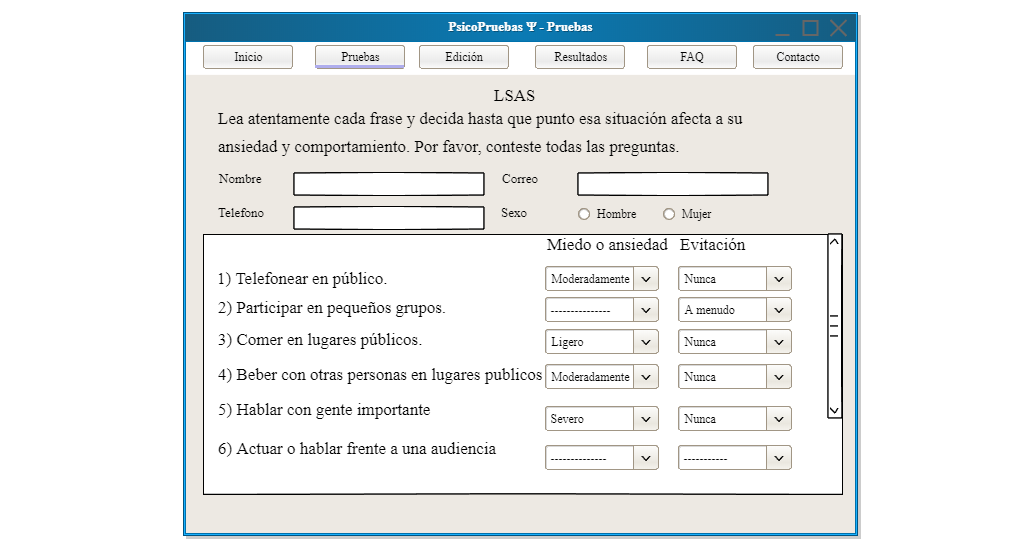 PsicoPruebas Ψ - Pruebas
Inicio Pruebas Edición Resultados FAQ Contacto
LSAS
Lea atentamente cada frase y decida hasta que punto esa situación afecta a su
ansiedad y comportamiento. Por favor, conteste todas las preguntas.
Nombre Correo
Telefono Sexo Hombre Mujer
Miedo o ansiedad Evitación
1) Telefonear en público. Moderadamente Nunca
2) Participar en pequeños grupos. --------------- A menudo
3) Comer en lugares públicos. Ligero Nunca
4) Beber con otras personas en lugares publicos Moderadamente Nunca
5) Hablar con gente importante Severo Nunca
6) Actuar o hablar frente a una audiencia -------------- -----------